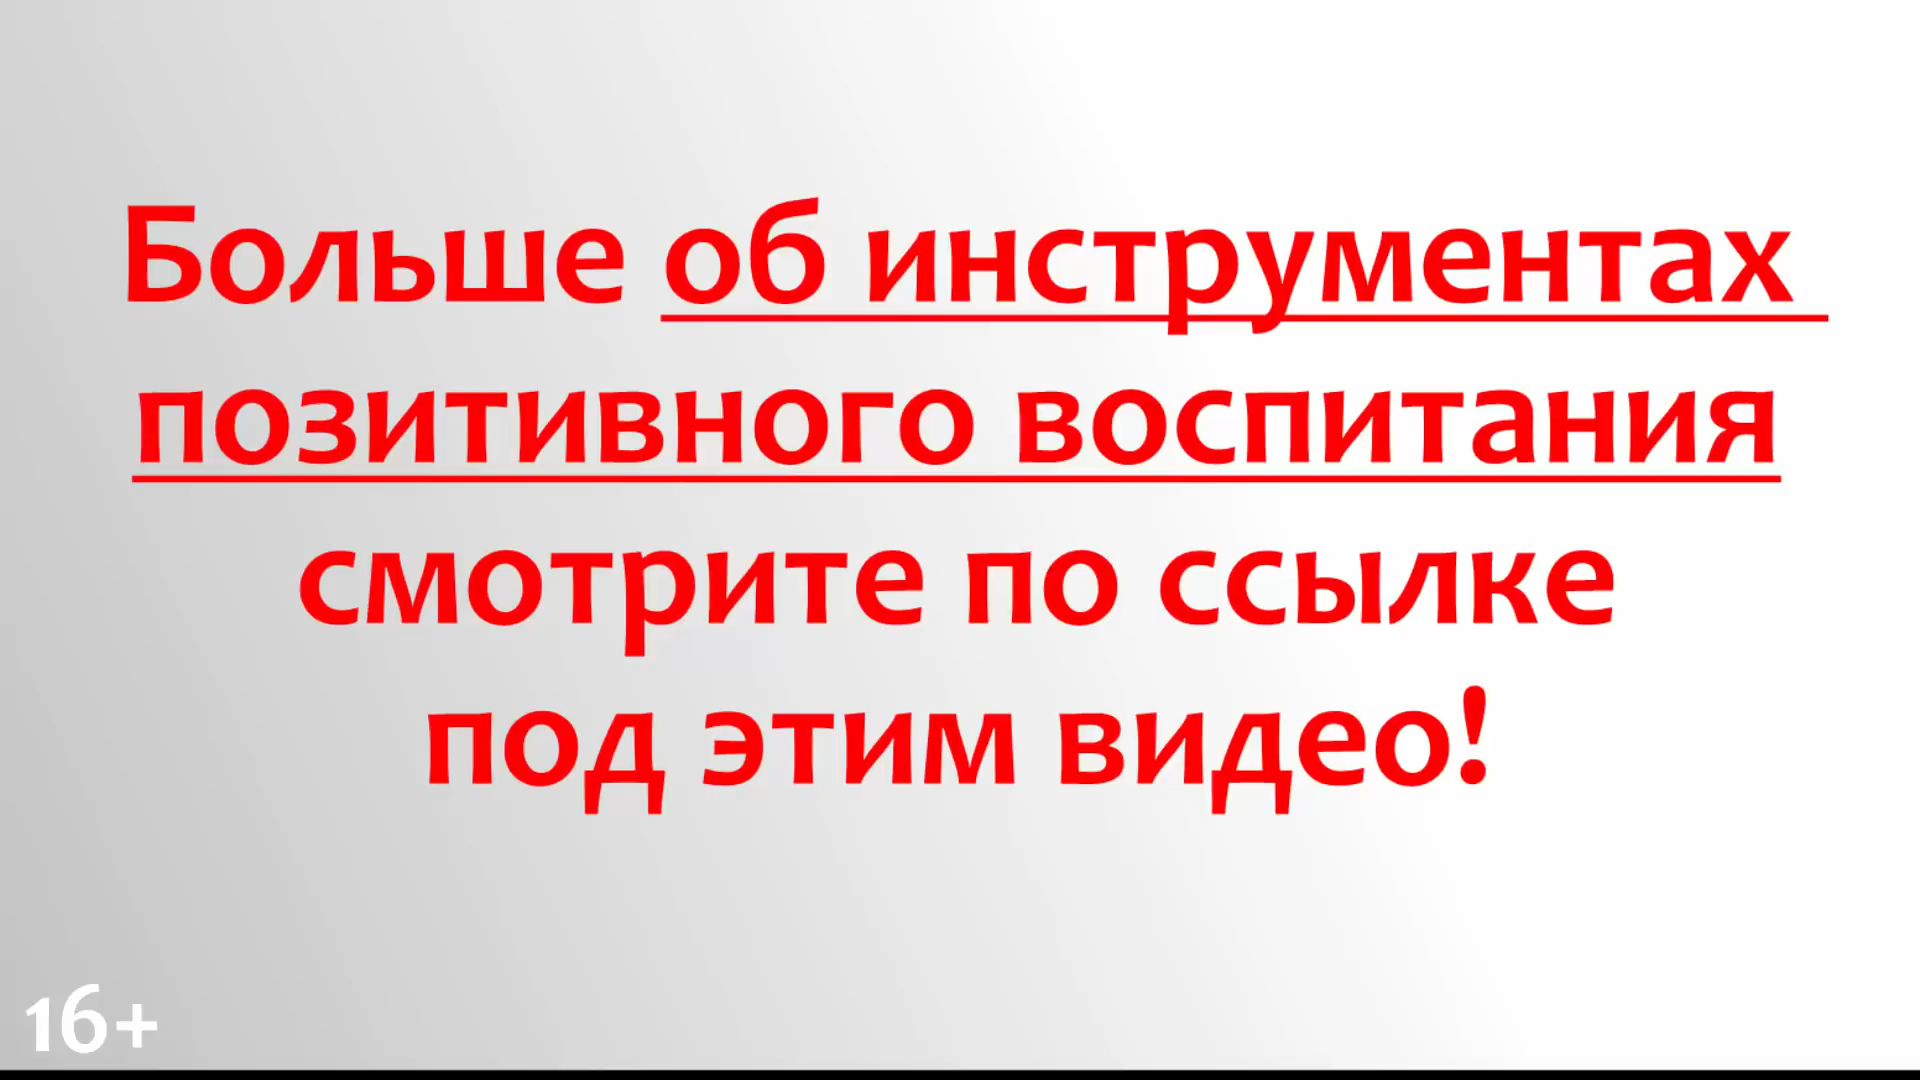 Больше об инструментах
позитивного воспитания
смотрите по ссылке
под этим видео!
16+